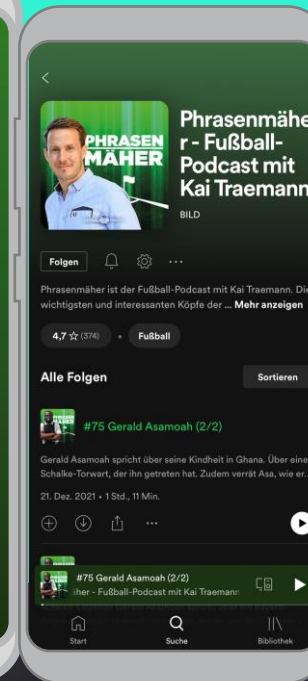 PHRASEN
MÄHER
Phrasenmähe
r - Fußball-
Podcast mit
Kai Traemann
BILD
Folgen
Phrasenmäher ist der Fußball-Podcast mit Kai Traemann. Die
wichtigsten und interessanten Köpfe der ... Mehr anzeigen
4,7 ☆ (374) • Fußball
Alle Folgen
Sortieren
#75 Gerald Asamoah (2/2)
Gerald Asamoah spricht über seine Kindheit in Ghana. Über eine
Schalke-Torwart, der ihn getreten hat. Zudem verrät Asa, wie er...
21. Dez. 2021 • 1 Std., 11 Min.
#75 Gerald Asamoah (2/2)
äher - Fußball-Podcast mit Kai Traemann
Start
Suche
Bibliothek